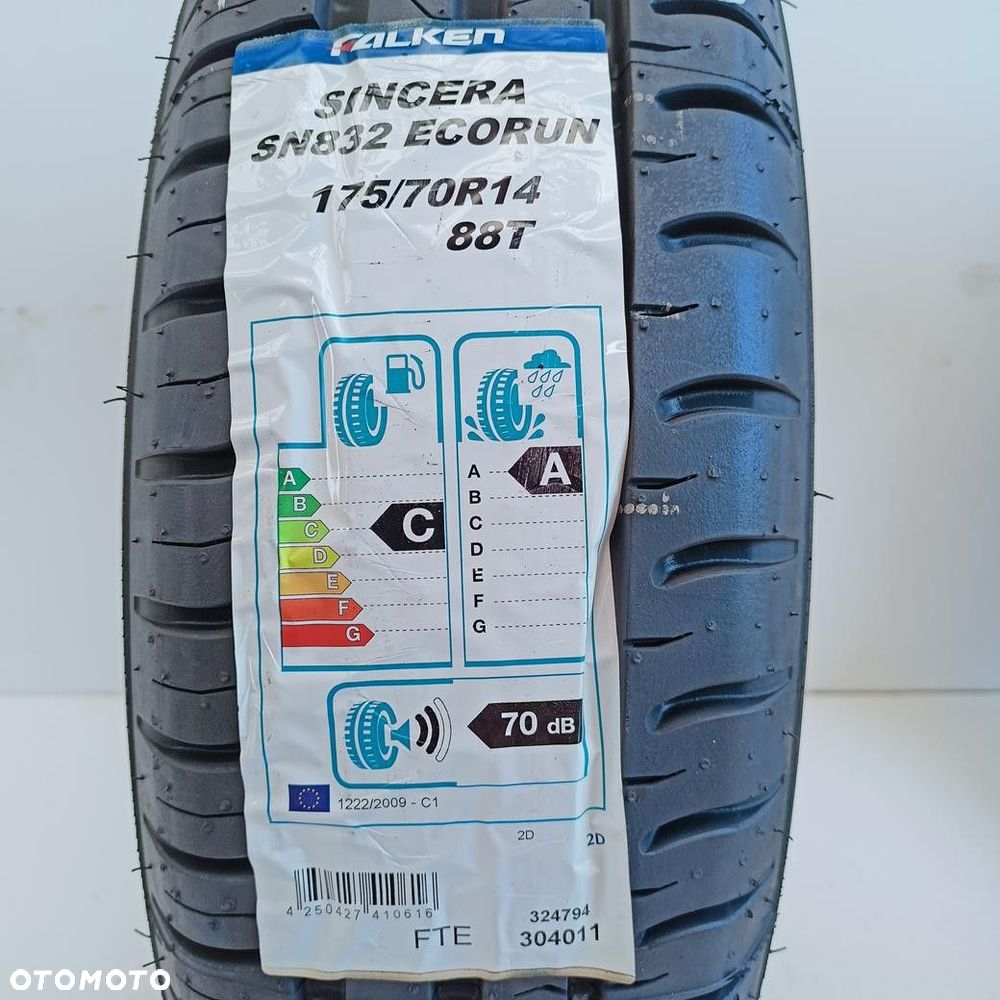 FALKEN
SINCERA
SN832 ECORUN
175/70R14
88T
A
B
C
D
E
F
G
C
A
B
C
D
E
F
G
A
70 dB
1222/2009 - C1
2D
2D
4 250427 410616
FTE
324794
304011
OTOMOTO